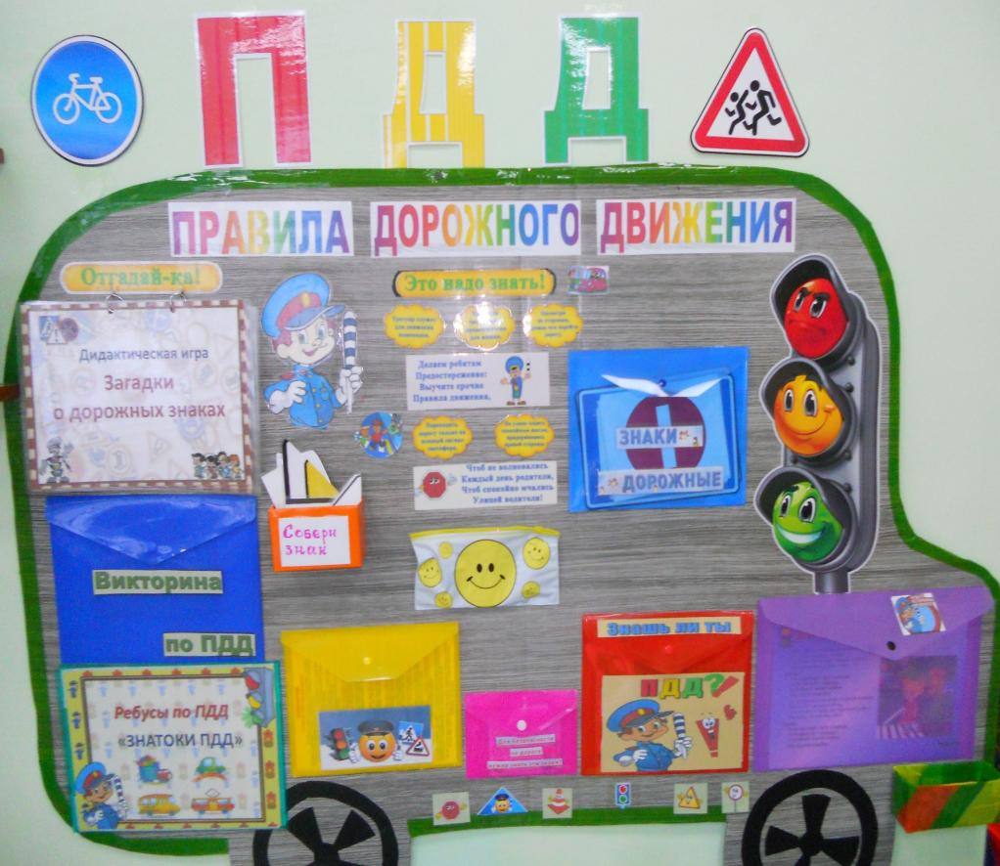 ПДД
ПРАВИЛА ДОРОЖНОГО ДВИЖЕНИЯ
Отгадай-ка!
Это надо знать!
Дидактическая игра
Загадки
о дорожных знаках
Делаем ребятам
Предостережение:
Выучите срочно
Правила движения,
Чтоб не волновались
Каждый день родители,
Чтоб спокойно мчались
Улицей водители!
ЗНАКИ
ДОРОЖНЫЕ
Собери
знак
Викторина
по ПДД
Ребусы по ПДД
«ЗНАТОКИ ПДД»
Знаешь ли ты
ПДД?